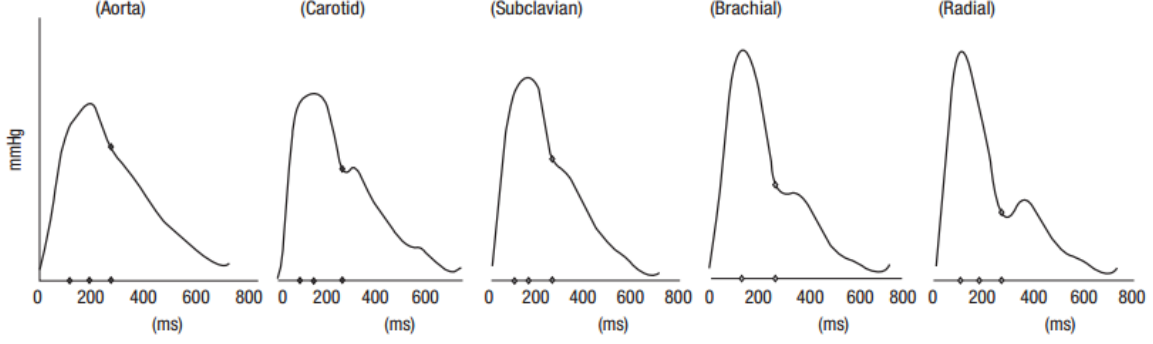 (Aorta) (Carotid) (Subclavian) (Brachial) (Radial)
mmHg
0 200 400 600 800 0 200 400 600 0 200 400 600 800 0 200 400 600 800 0 200 400 600 800
(ms) (ms) (ms) (ms) (ms)